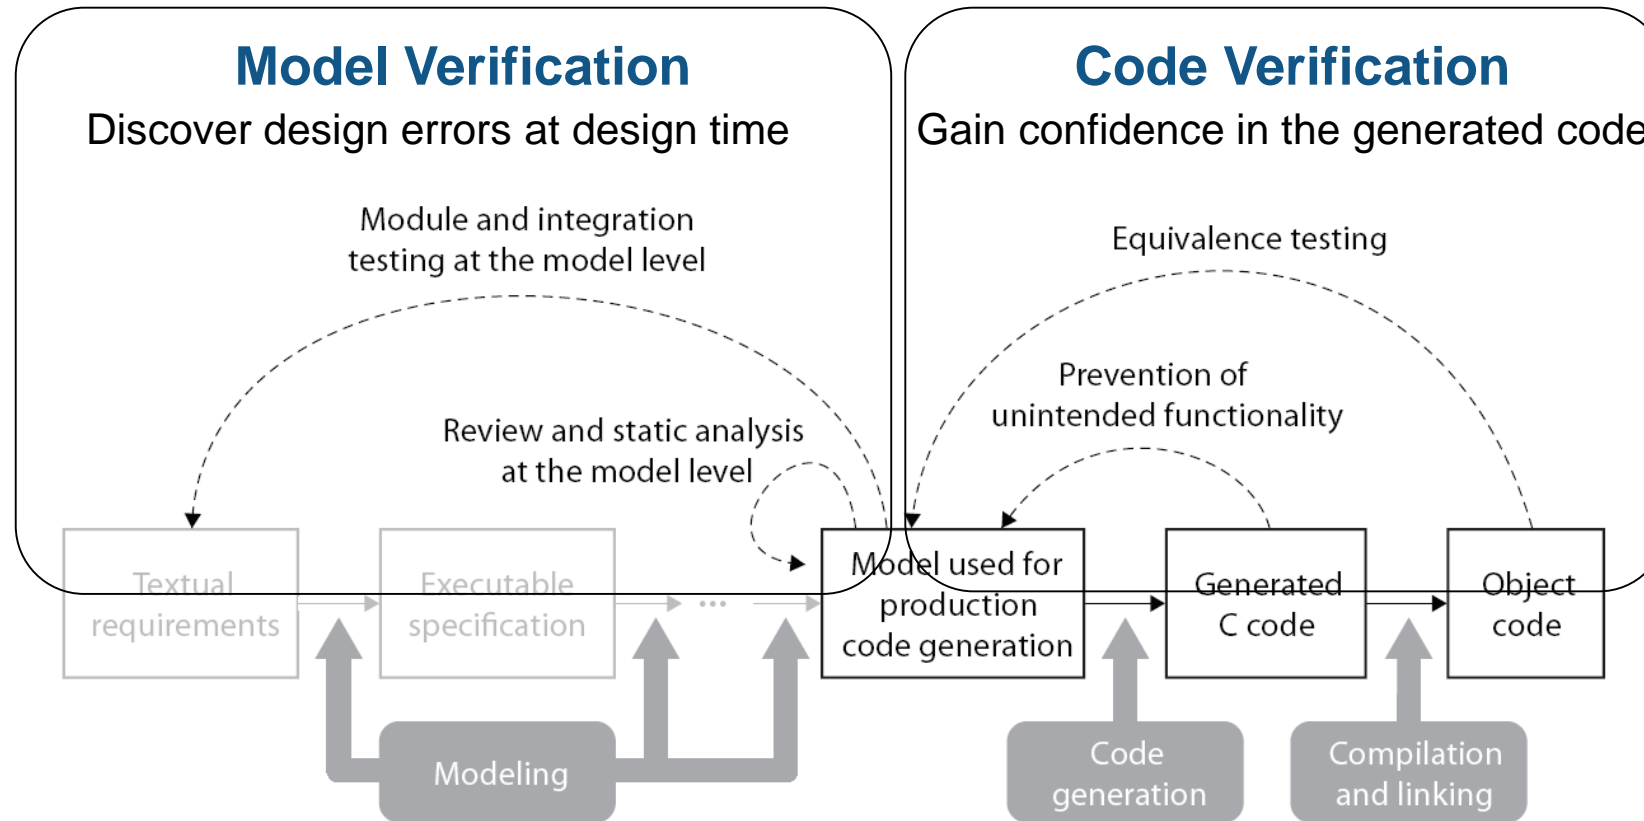 Model Verification
Discover design errors at design time
Code Verification
Gain confidence in the generated code
Module and integration
testing at the model level
Equivalence testing
Prevention of
unintended functionality
Review and static analysis
at the model level
Textual
requirements
Executable
specification
...
Model used for
production
code generation
Generated
C code
Object
code
Modeling
Code
generation
Compilation
and linking